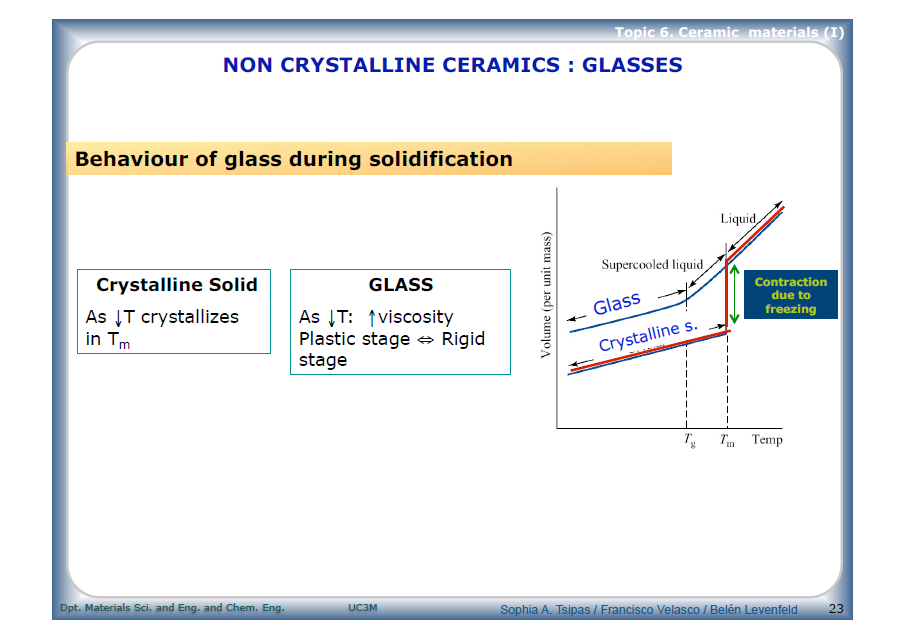 Topic 6. Ceramic materials (I)
NON CRYSTALLINE CERAMICS : GLASSES
Behaviour of glass during solidification
Crystalline Solid
As ↓T crystallizes
in Tm
GLASS
As ↓T: ↑viscosity
Plastic stage ⇔ Rigid
stage
Volume (per unit mass)
Liquid
Supercooled liquid
Glass
Crystalline s.
Contraction
due to
freezing
Tg Tm Temp
Dpt. Materials Sci. and Eng. and Chem. Eng. UC3M Sophia A. Tsipas / Francisco Velasco / Belén Levenfeld 23